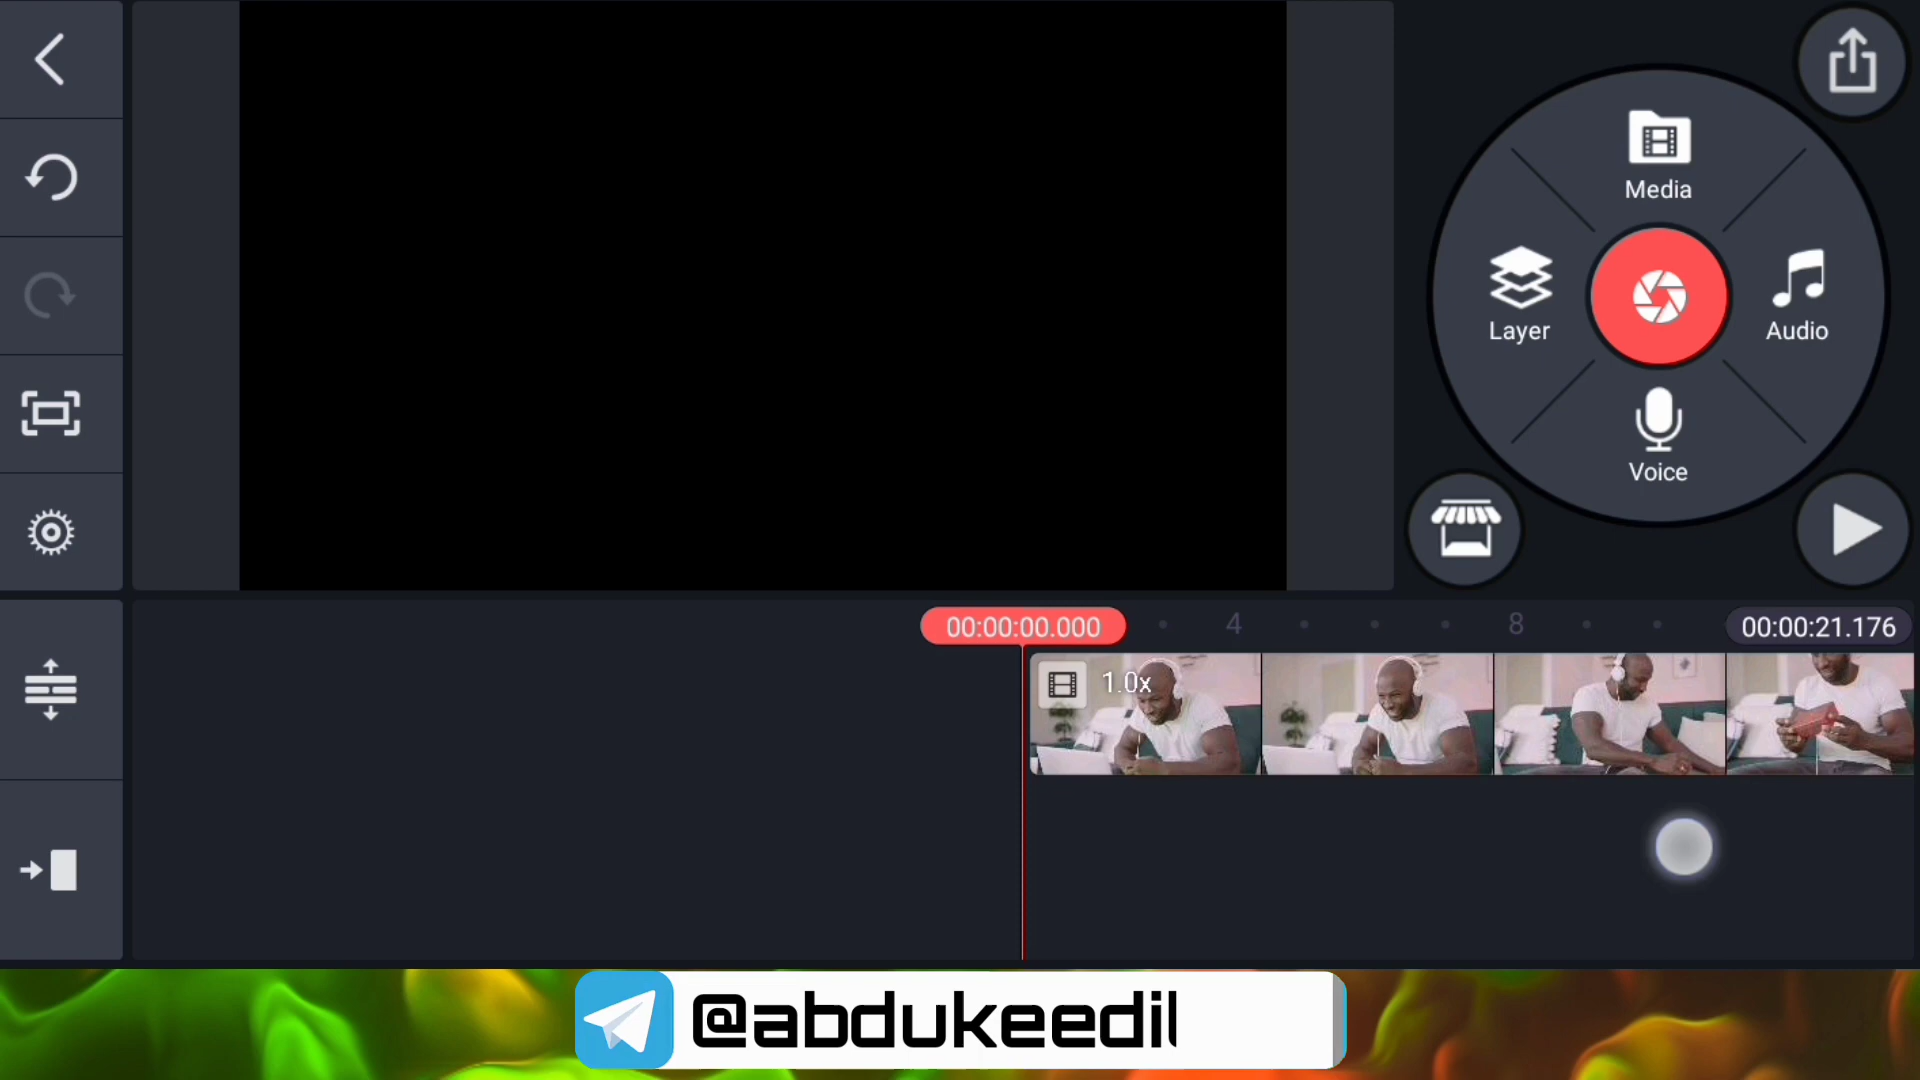 Media
Layer
Audio
Voice
00:00:00.000
4
8
00:00:21.176
1.0x
@abdukeedil